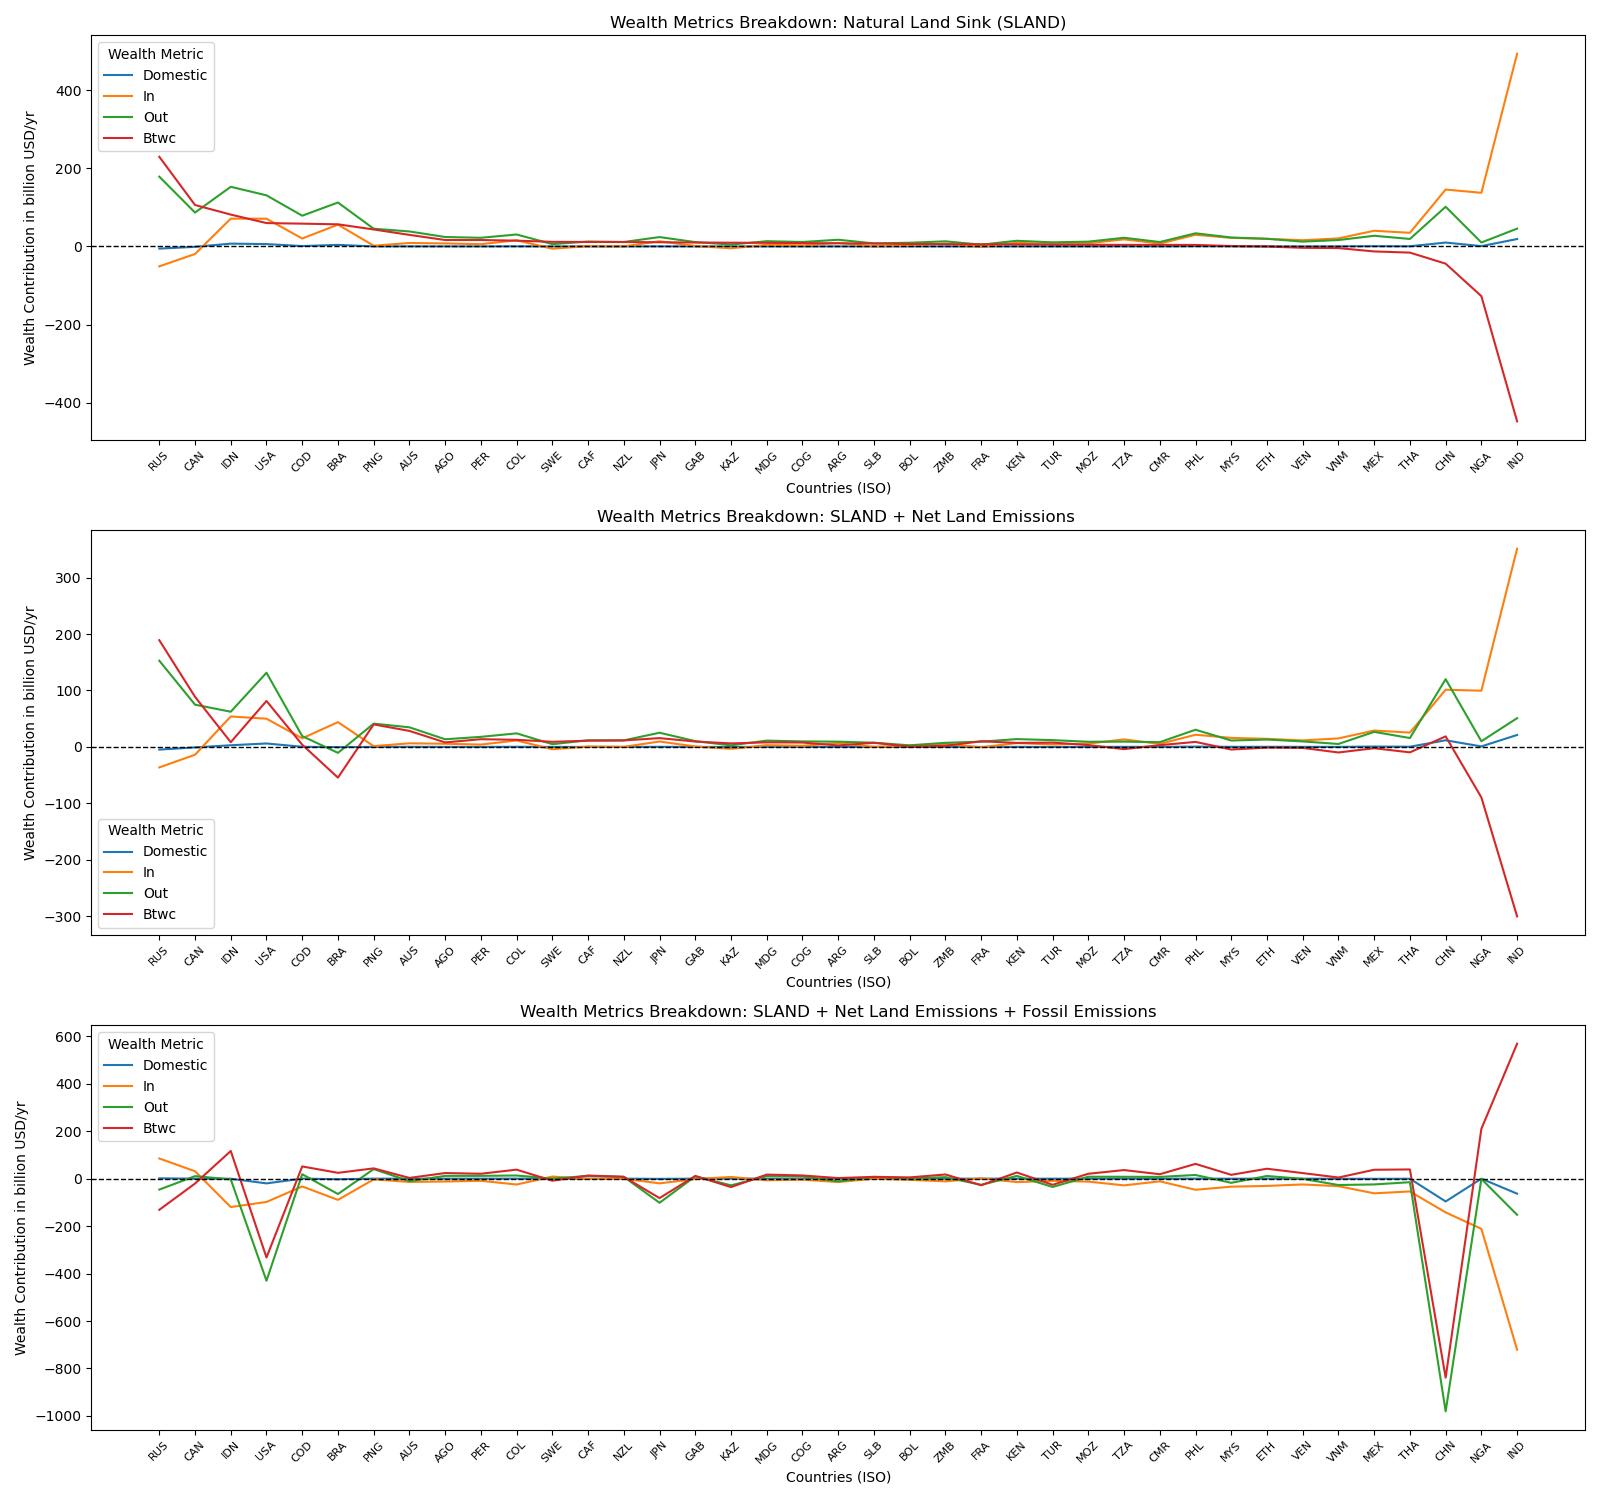 Wealth Metrics Breakdown: Natural Land Sink (SLAND)
Wealth Metric
Domestic
In
Out
Btwc
Wealth Contribution in billion USD/yr
400
200
0
−200
−400
RUS CAN IDN USA COD BRA PNG AUS AGO PER COL SWE CAF NZL JPN GAB KAZ MDG COG ARG SLB BOL ZMB FRA KEN TUR MOZ TZA CMR PHL MYS ETH VEN VNM MEX THA CHN NGA IND
Countries (ISO)
Wealth Metrics Breakdown: SLAND + Net Land Emissions
Wealth Contribution in billion USD/yr
300
200
100
0
−100
−200
−300
Wealth Metric
Domestic
In
Out
Btwc
RUS CAN IDN USA COD BRA PNG AUS AGO PER COL SWE CAF NZL JPN GAB KAZ MDG COG ARG SLB BOL ZMB FRA KEN TUR MOZ TZA CMR PHL MYS ETH VEN VNM MEX THA CHN NGA IND
Countries (ISO)
Wealth Metrics Breakdown: SLAND + Net Land Emissions + Fossil Emissions
Wealth Metric
Domestic
In
Out
Btwc
Wealth Contribution in billion USD/yr
600
400
200
0
−200
−400
−600
−800
−1000
RUS CAN IDN USA COD BRA PNG AUS AGO PER COL SWE CAF NZL JPN GAB KAZ MDG COG ARG SLB BOL ZMB FRA KEN TUR MOZ TZA CMR PHL MYS ETH VEN VNM MEX THA CHN NGA IND
Countries (ISO)